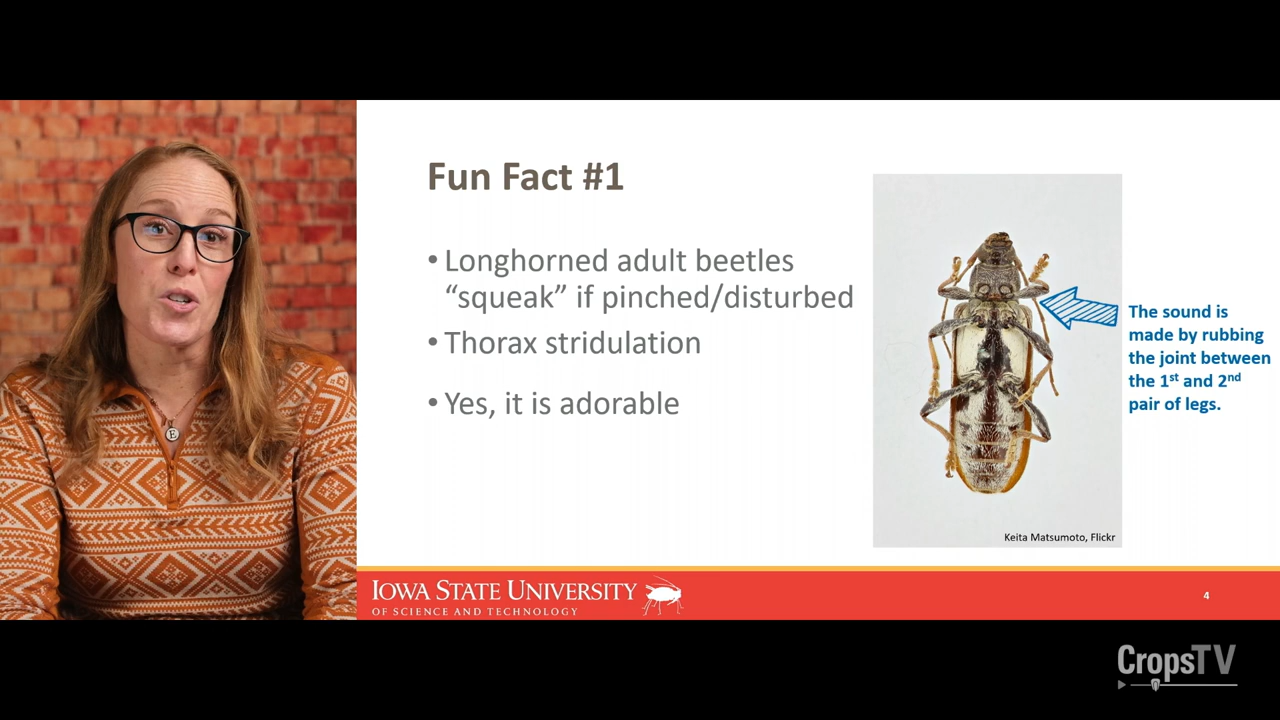 Fun Fact #1
• Longhorned adult beetles
“squeak” if pinched/disturbed
• Thorax stridulation
• Yes, it is adorable
The sound is
made by rubbing
the joint between
the 1st and 2nd
pair of legs.
Keita Matsumoto, Flickr
E
IOWA STATE UNIVERSITY
OF SCIENCE AND TECHNOLOGY
4
CropsTV